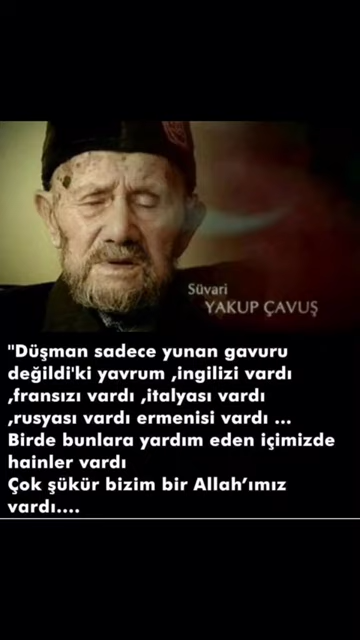 Süvari
YAKUP ÇAVUŞ
"Düşman sadece yunan gavuru
değildi'ki yavrum ,ingilizi vardı
,fransızı vardı ,italyası vardı
,rusyası vardı ermenisi vardı ...
Birde bunlara yardım eden içimizde
hainler vardı
Çok şükür bizim bir Allah'ımız
vardı....